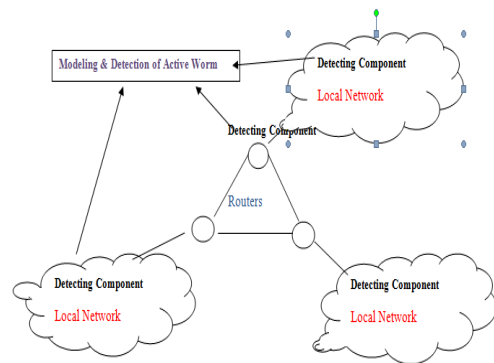 Modeling & Detection of Active Worm
Detecting Component
Local Network
Detecting Component
Routers
Detecting Component
Local Network
Detecting Component
Local Network